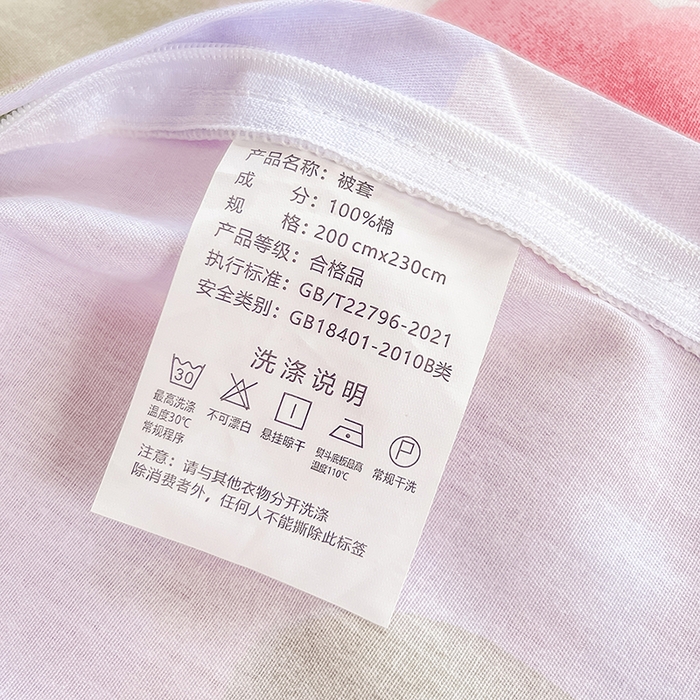 产品名称：被套
成 分：100%棉
规 格：200cmx230cm
产品等级：合格品
执行标准：GB/T22796-2021
安全类别：GB18401-2010B类
洗涤说明
30
P
最高洗涤
温度30℃
常规程序
不可漂白
悬挂晾干
熨斗底板最高
温度110℃
常规干洗
注意：请与其他衣物分开洗涤
除消费者外，任何人不能撕除此标签